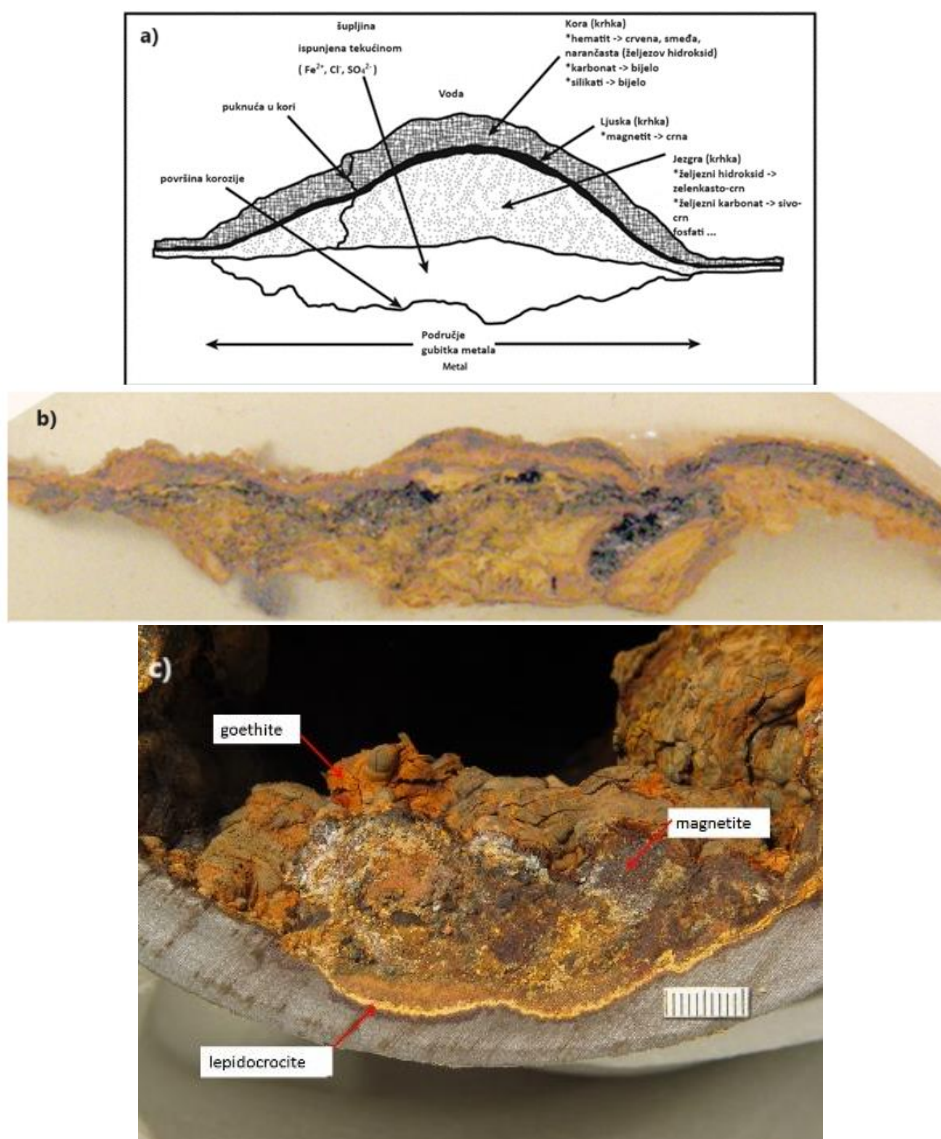 a)
šupljina
ispunjena tekućinom
( Fe²⁺, Cl⁻, SO₄²⁻ )
Voda
Kora (krhka)
*hematit -> crvena, smeđa,
narančasta (željezov hidroksid)
*karbonat -> bijelo
*silikati -> bijelo
puknuća u kori
Ljuska (krhka)
*magnetit -> crna
površina korozije
Jezgra (krhka)
*željezni hidroksid ->
zelenkasto-crn
*željezni karbonat -> sivo-
crn
fosfati ...
Područje
gubitka metala
Metal
b)
c)
goethite
magnetite
lepidocrocite